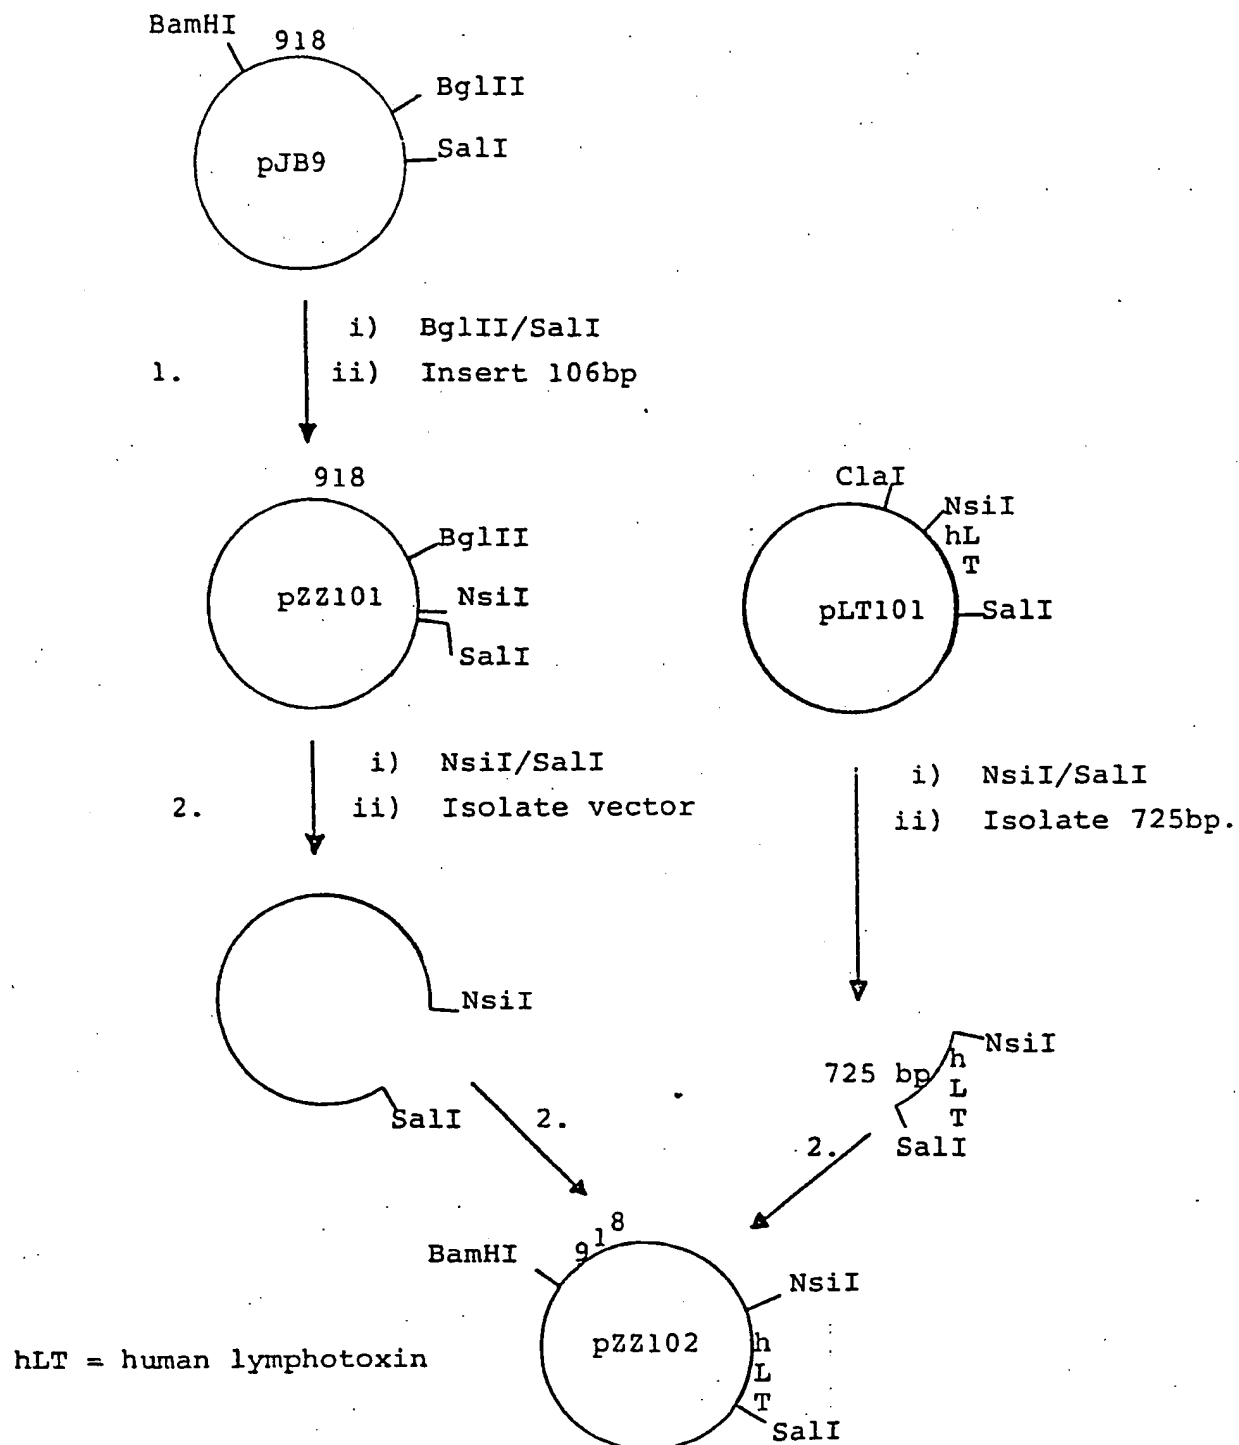 BamHI
918
BglII
SalI
pJB9
1.
i) BglII/SalI
ii) Insert 106bp
918
BglII
pZZ101
NsiI
SalI
ClaI
NsiI
hL
T
pLT101
SalI
2.
i) NsiI/SalI
ii) Isolate vector
i) NsiI/SalI
ii) Isolate 725bp.
NsiI
SalI
2.
NsiI
725 bp
h
L
T
SalI
2.
BamHI
918
NsiI
pZZ102
h
L
T
SalI
hLT = human lymphotoxin